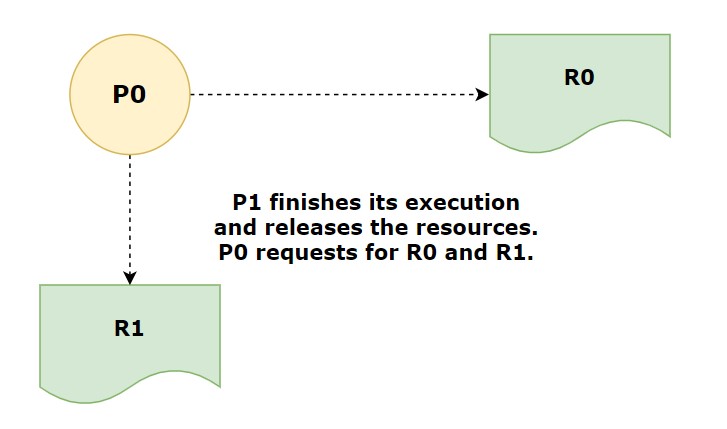 P0
R0
P1 finishes its execution
and releases the resources.
P0 requests for R0 and R1.
R1